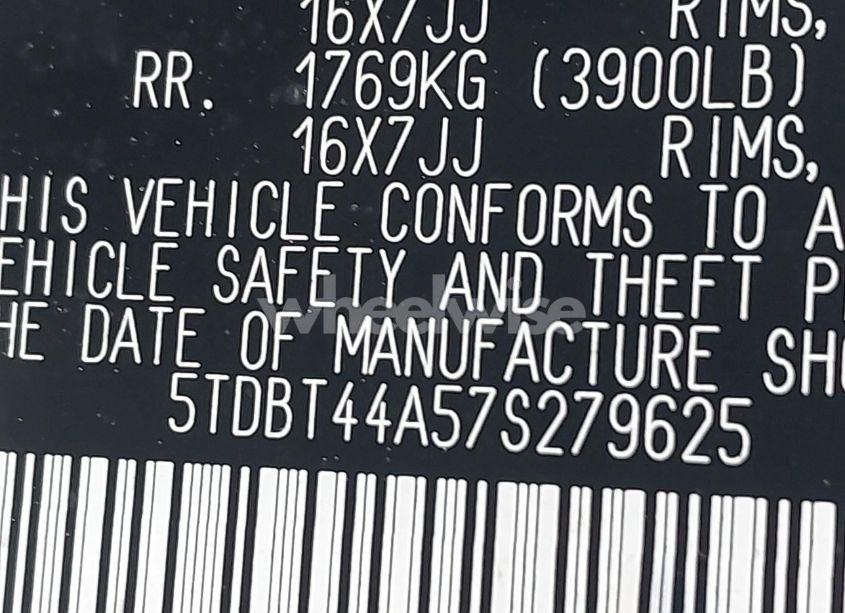 16X7JJ RIMS,
RR. 1769KG (3900LB)
16X7JJ RIMS,
HIS VEHICLE CONFORMS TO A
EHICLE SAFETY AND THEFT P
wheelwise
HE DATE OF MANUFACTURE SH
5TDBT44A57S279625